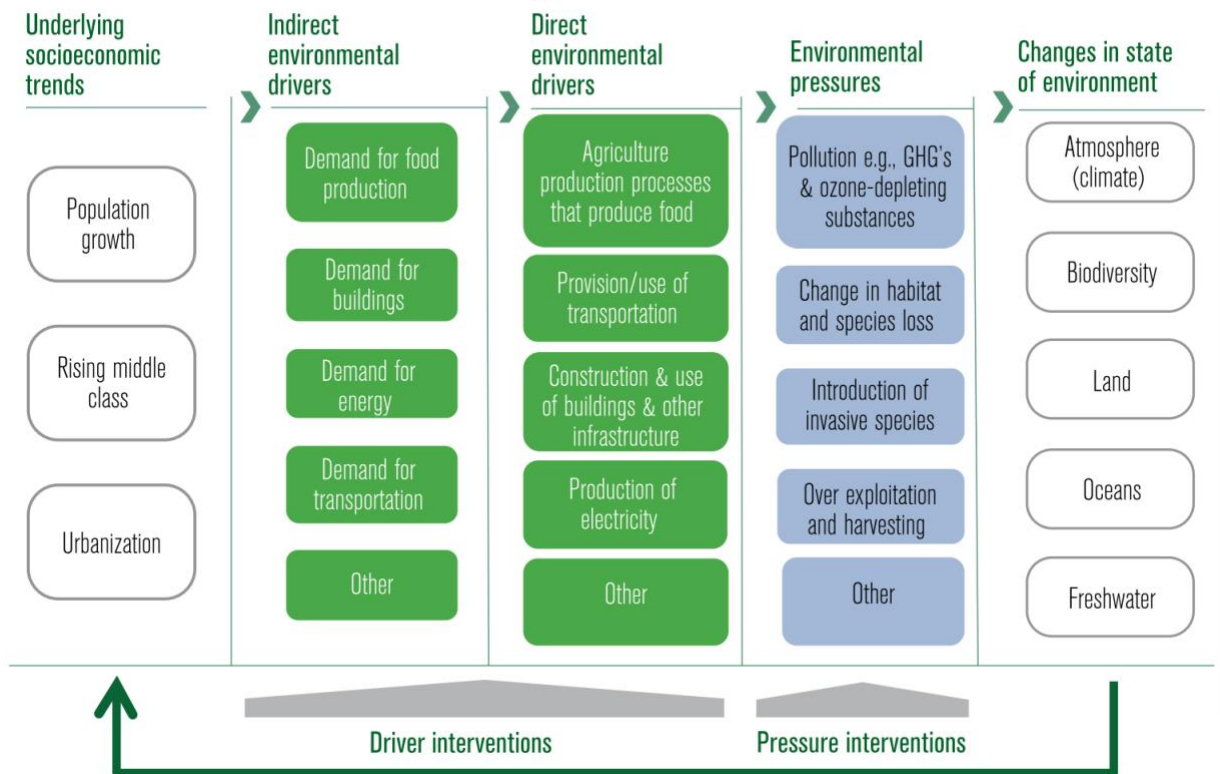 Underlying
socioeconomic
trends
Population
growth
Rising middle
class
Urbanization
Indirect
environmental
drivers
Demand for food
production
Demand for
buildings
Demand for
energy
Demand for
transportation
Other
Direct
environmental
drivers
Agriculture
production processes
that produce food
Provision/use of
transportation
Construction & use
of buildings & other
infrastructure
Production of
electricity
Other
Environmental
pressures
Pollution e.g., GHG's
& ozone-depleting
substances
Change in habitat
and species loss
Introduction of
invasive species
Over exploitation
and harvesting
Other
Changes in state
of environment
Atmosphere
(climate)
Biodiversity
Land
Oceans
Freshwater
Driver interventions
Pressure interventions